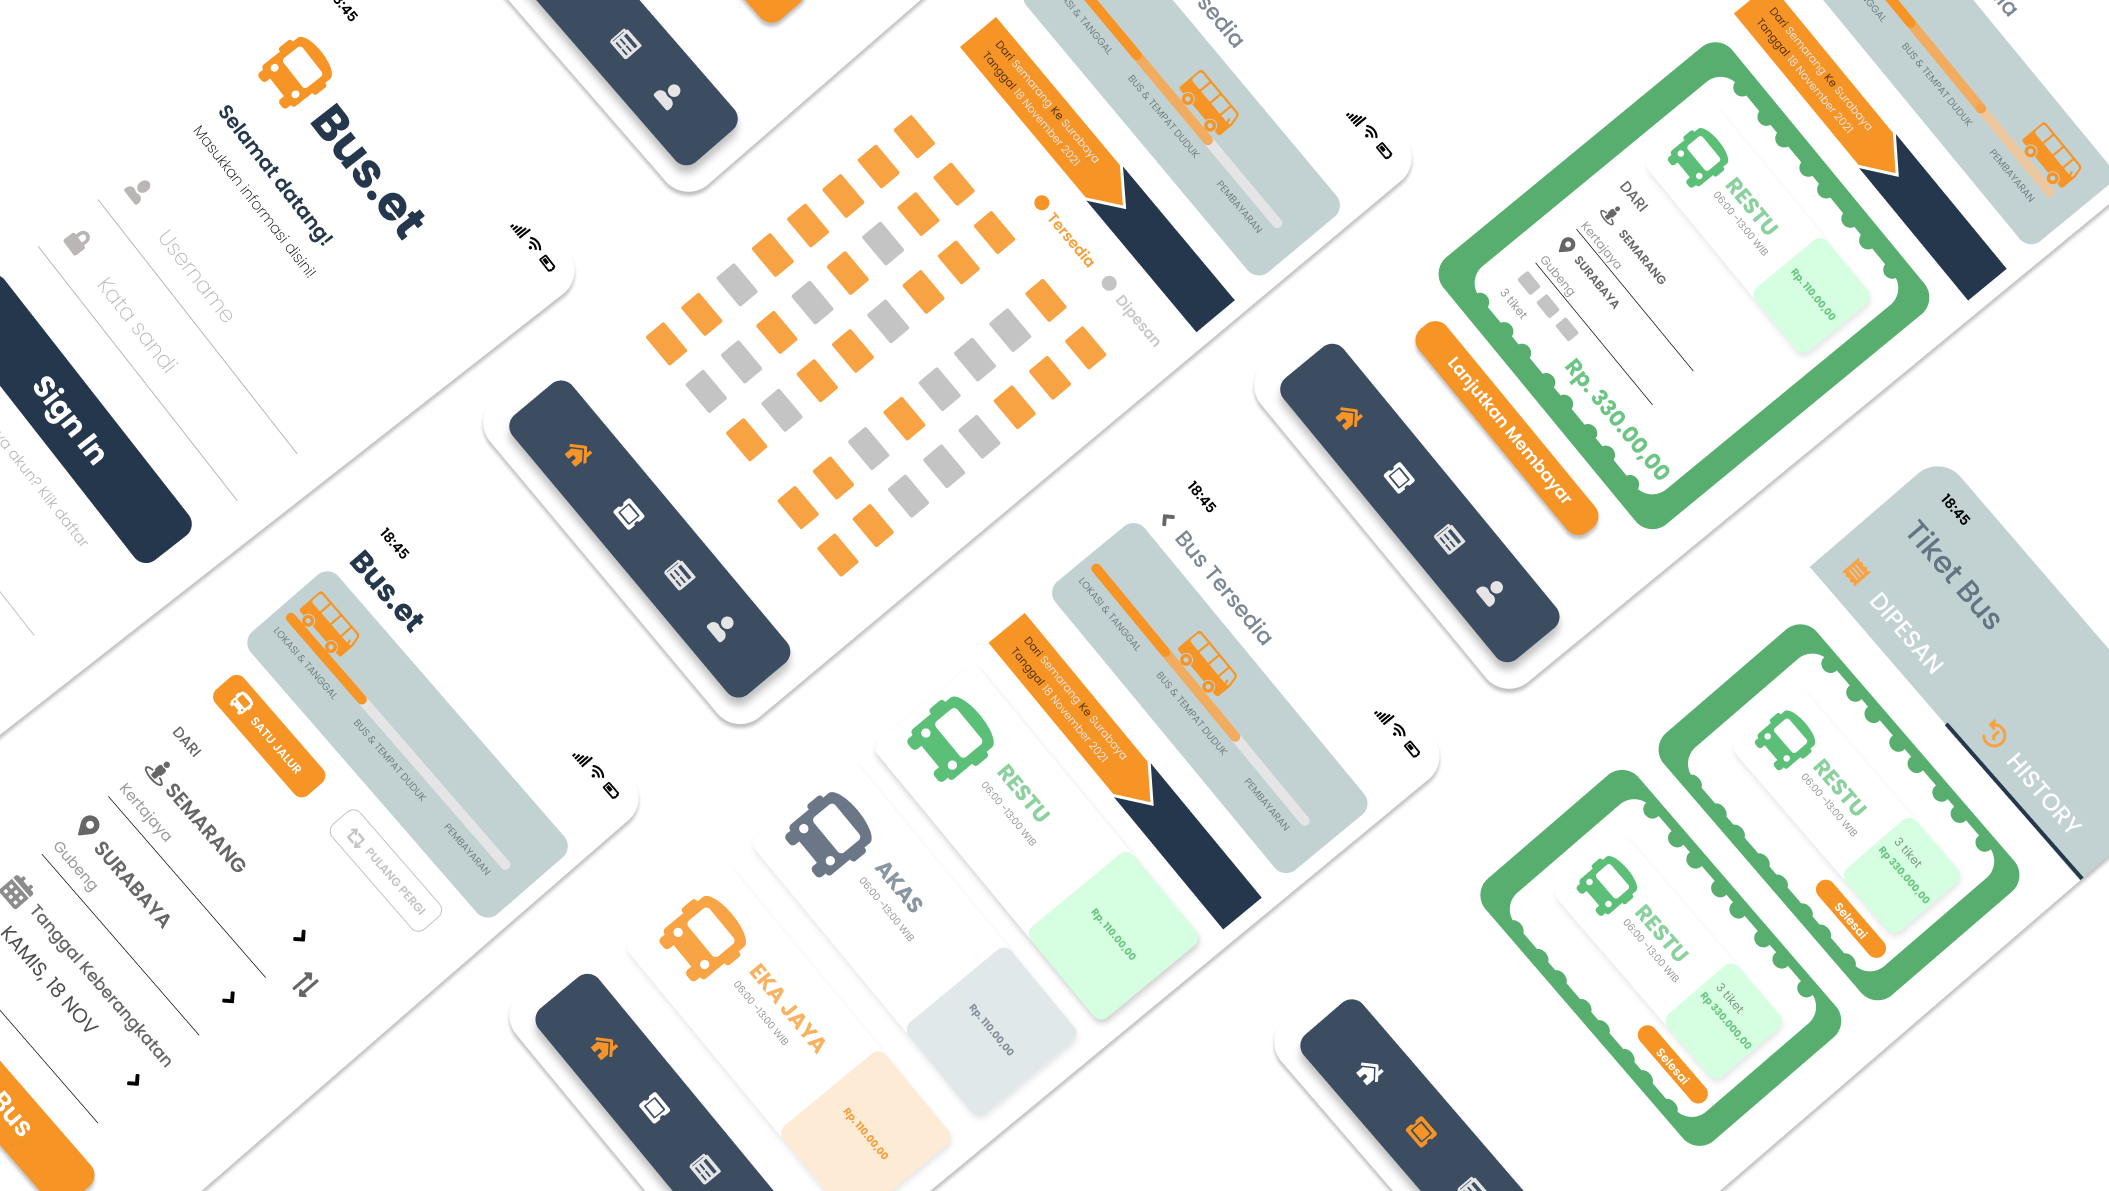 18:45
Bus.et
Selamat datang!
Masukkan informasi disini!
Username
Kata sandi
Sign In
akun? Klik daftar
18:45
Bus.et
LOKASI & TANGGAL
BUS & TEMPAT DUDUK
PEMBAYARAN
SATU JALUR
PULANG PERGI
DARI
SEMARANG
Kertajaya
SURABAYA
Gubeng
Tanggal Keberangkatan
KAMIS, 18 NOV
Bus
LOKASI & TANGGAL
BUS & TEMPAT DUDUK
PEMBAYARAN
Dari Semarang Ke Surabaya
Tanggal 18 November 2021
Tersedia
Dipesan
18:45
Bus Tersedia
LOKASI & TANGGAL
BUS & TEMPAT DUDUK
PEMBAYARAN
Dari Semarang Ke Surabaya
Tanggal 18 November 2021
RESTU
06:00 -13:00 WIB
Rp. 110.00,00
AKAS
06:00 -13:00 WIB
Rp. 110.00,00
EKA JAYA
06:00 -13:00 WIB
Rp. 110.00,00
BUS & TEMPAT DUDUK
PEMBAYARAN
Dari Semarang Ke Surabaya
Tanggal 18 November 2021
RESTU
06:00 -13:00 WIB
Rp. 110.00,00
DARI
SEMARANG
Kertajaya
SURABAYA
Gubeng
3 tiket
Rp. 330.00,00
Lanjutkan Membayar
18:45
Tiket Bus
DIPESAN
HISTORY
RESTU
06:00 -13:00 WIB
3 tiket
Rp 330.000,00
Selesai
RESTU
06:00 -13:00 WIB
3 tiket
Rp 330.000,00
Selesai